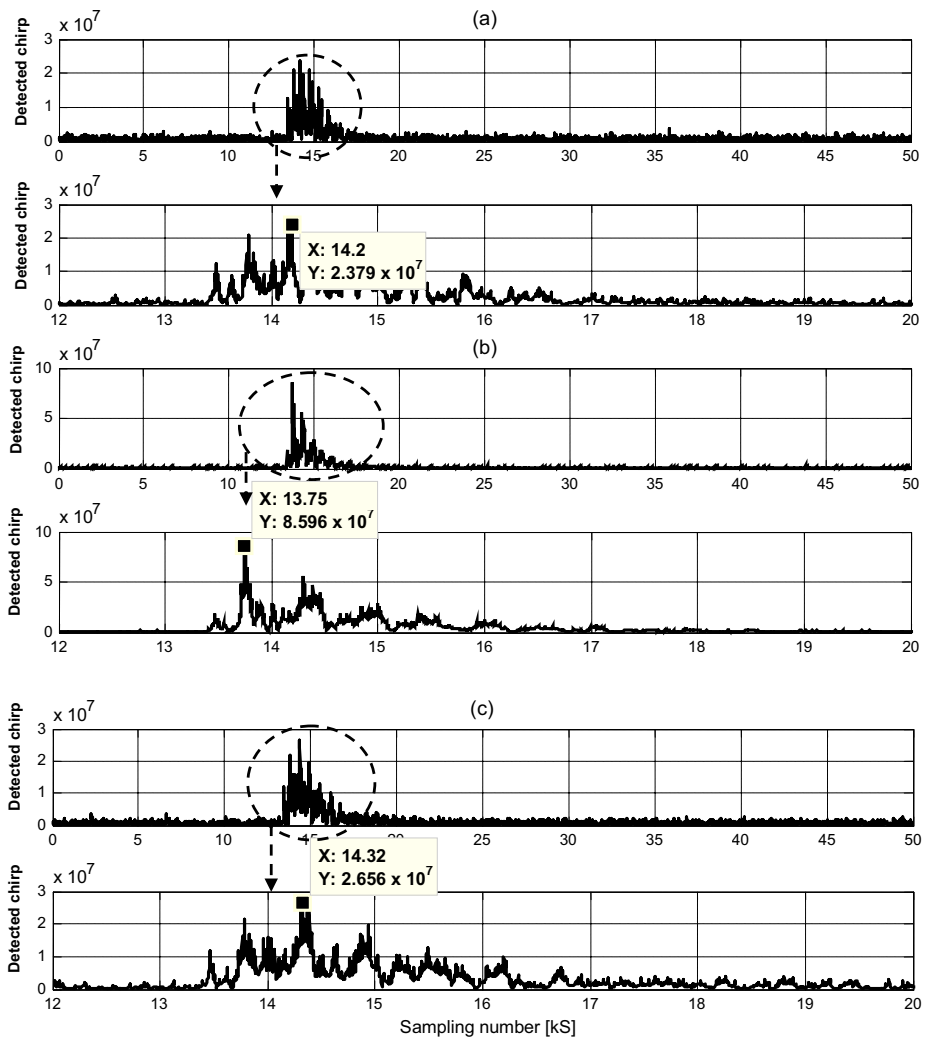 (a)
x 10^7
Detected chirp
3
2
1
0
0 5 10 15 20 25 30 35 40 45 50
x 10^7
Detected chirp
3
2
1
0
X: 14.2
Y: 2.379 x 10^7
12 13 14 15 16 17 18 19 20
(b)
x 10^7
Detected chirp
10
5
0
0 5 10 15 20 25 30 35 40 45 50
X: 13.75
Y: 8.596 x 10^7
x 10^7
Detected chirp
10
5
0
12 13 14 15 16 17 18 19 20
(c)
x 10^7
Detected chirp
3
2
1
0
0 5 10 15 20 25 30 35 40 45 50
X: 14.32
Y: 2.656 x 10^7
x 10^7
Detected chirp
3
2
1
0
12 13 14 15 16 17 18 19 20
Sampling number [kS]